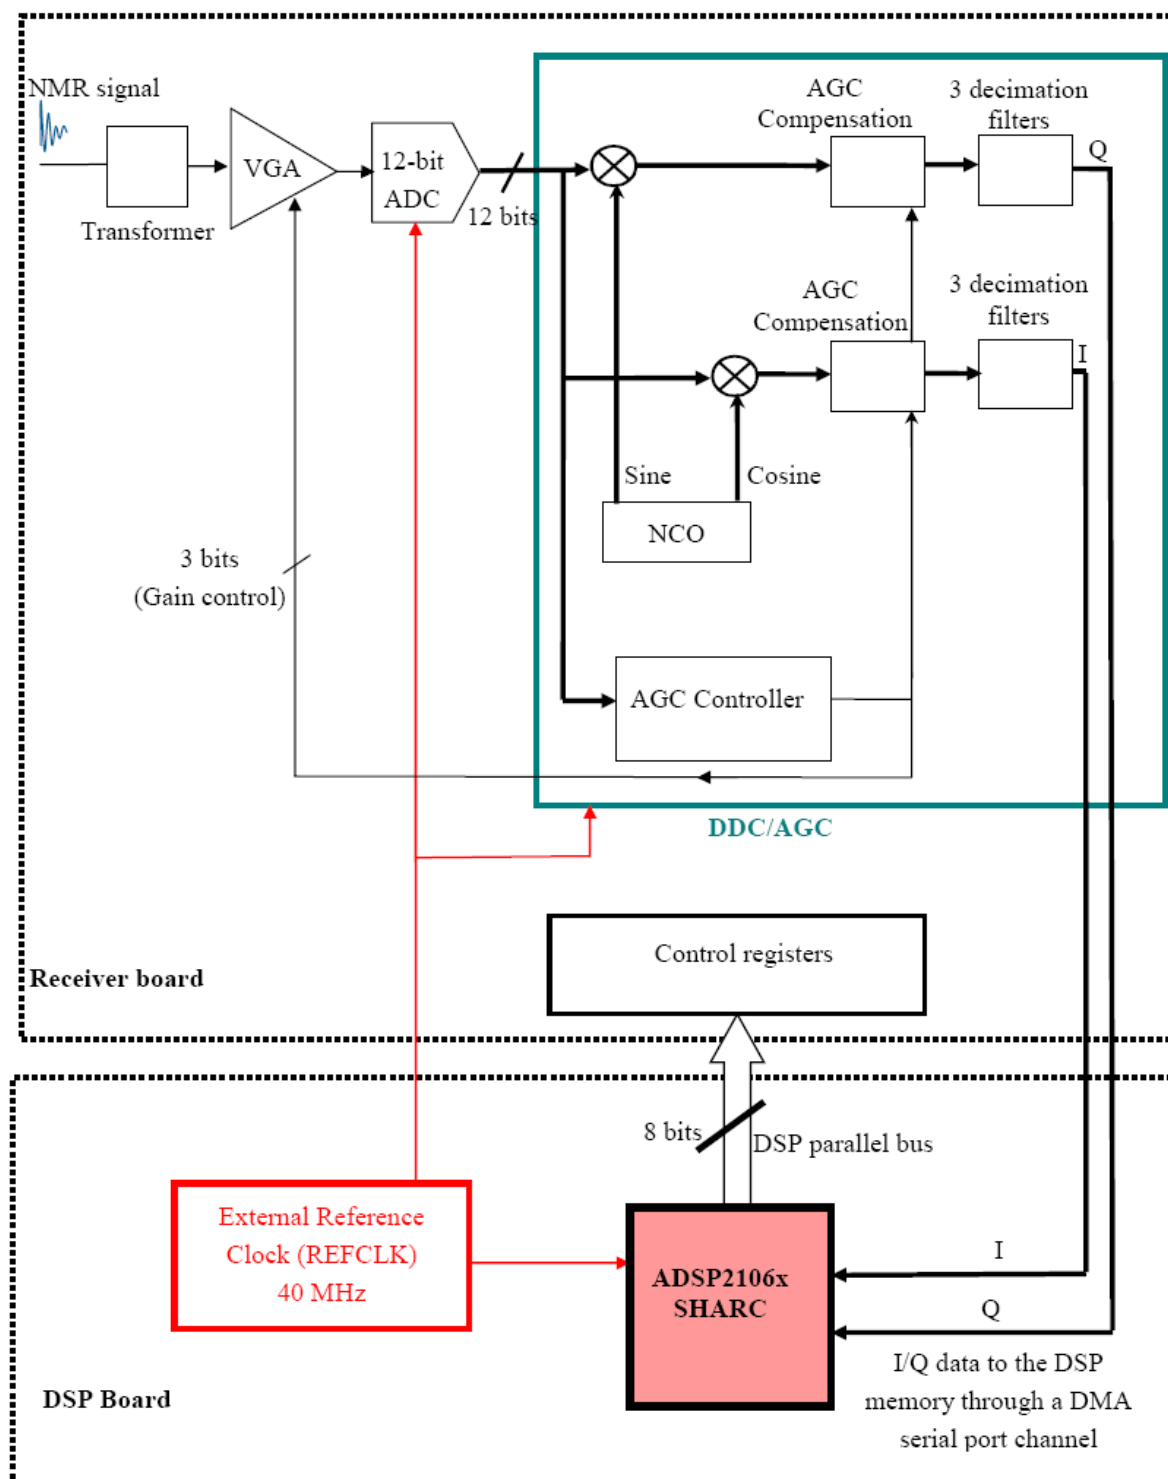 NMR signal
Transformer
VGA
12-bit
ADC
12 bits
AGC
Compensation
3 decimation
filters
Q
AGC
Compensation
3 decimation
filters
I
Sine
Cosine
NCO
3 bits
(Gain control)
AGC Controller
DDC/AGC
Control registers
Receiver board
8 bits
DSP parallel bus
External Reference
Clock (REFCLK)
40 MHz
ADSP2106x
SHARC
I
Q
I/Q data to the DSP
memory through a DMA
serial port channel
DSP Board